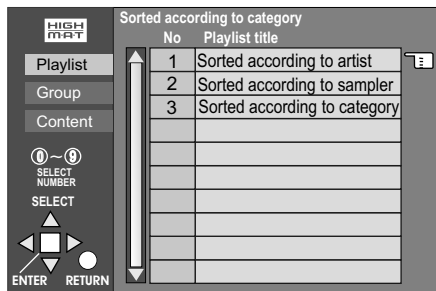 HIGH
MAT
Sorted according to category
No Playlist title
Playlist
Group
Content
1 Sorted according to artist
2 Sorted according to sampler
3 Sorted according to category
0~9
SELECT
NUMBER
SELECT
ENTER RETURN